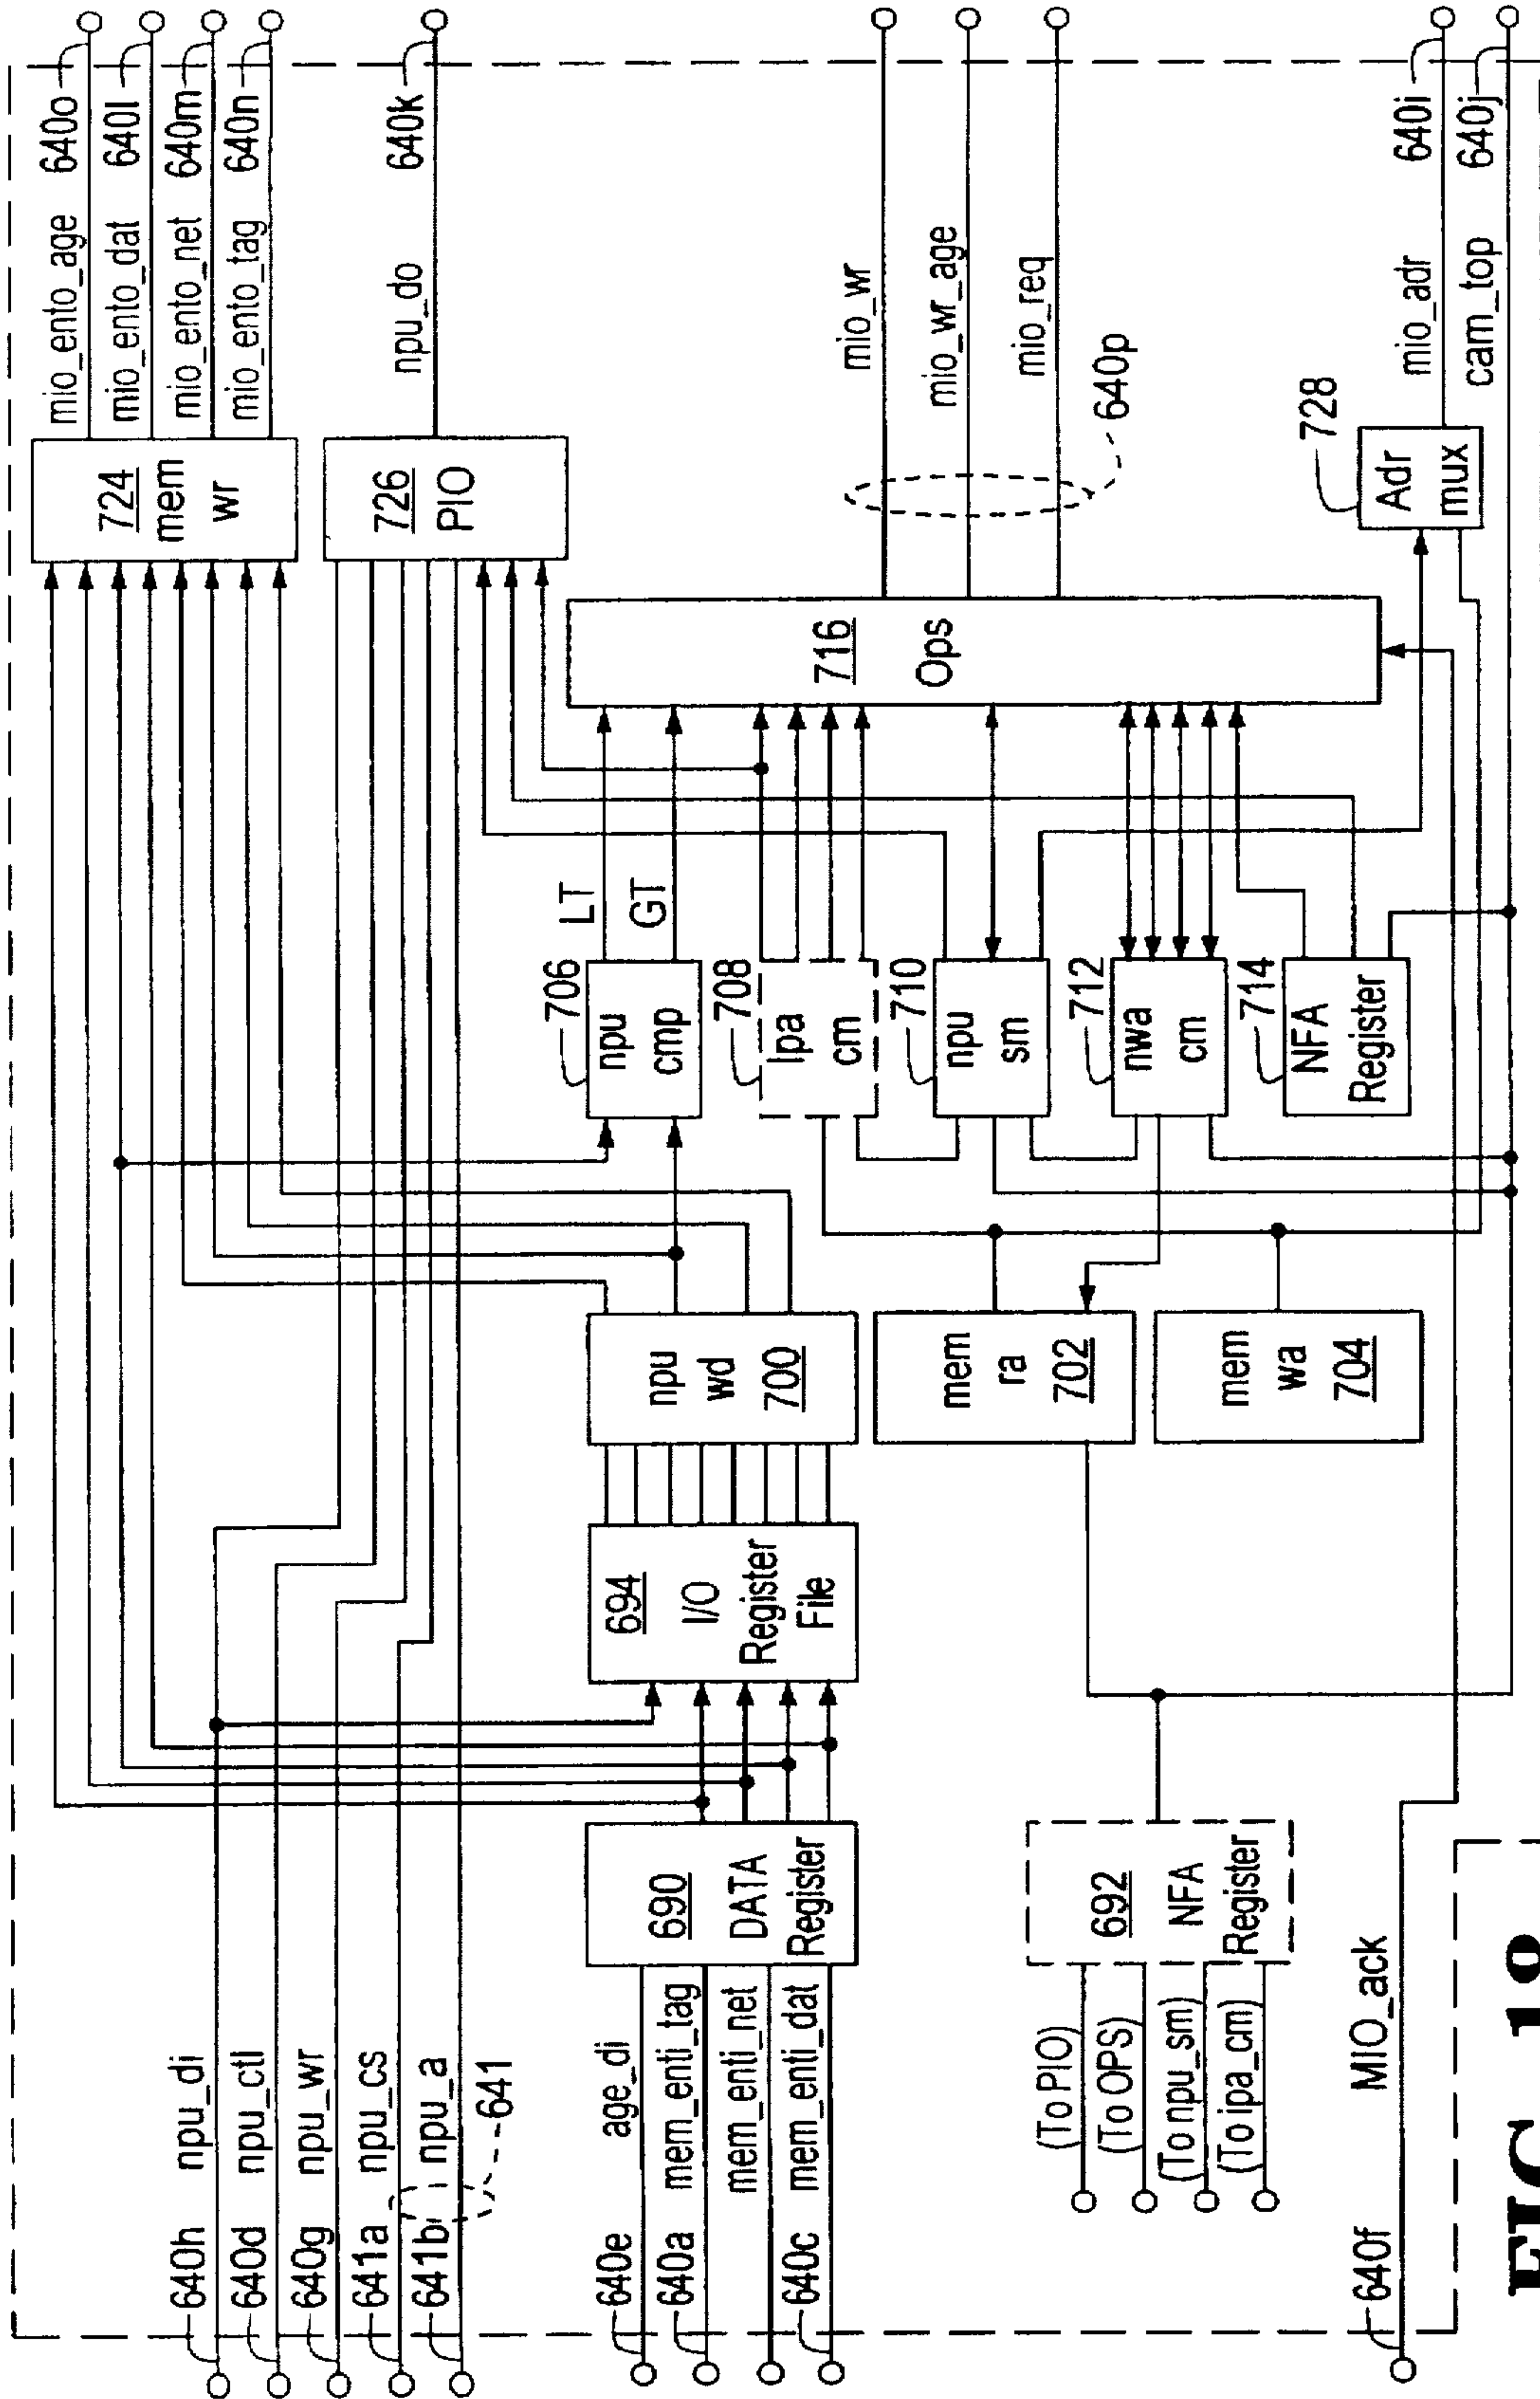 640h npu_di
640d npu_ctl
640g npu_wr
641a npu_cs
641b npu_a
641
640e age_di
640a mem_enti_tag
mem_enti_net
640c mem_enti_dat
(To PIO)
(To OPS)
(To npu_sm)
(To ipa_cm)
640f MIO_ack
690
DATA
Register
692
NFA
Register
694
I/O
Register
File
npu
wd
700
mem
ra
702
mem
wa
704
706
npu
cmp
LT
GT
708
Ipa
cm
710
npu
sm
712
nwa
cm
714
NFA
Register
716
Ops
724
mem
wr
726
PIO
728
Adr
mux
mio_ento_age 640o
mio_ento_dat 640l
mio_ento_net 640m
mio_ento_tag 640n
npu_do 640k
mio_wr
mio_wr_age
mio_req
640p
mio_adr 640i
cam_top 640j